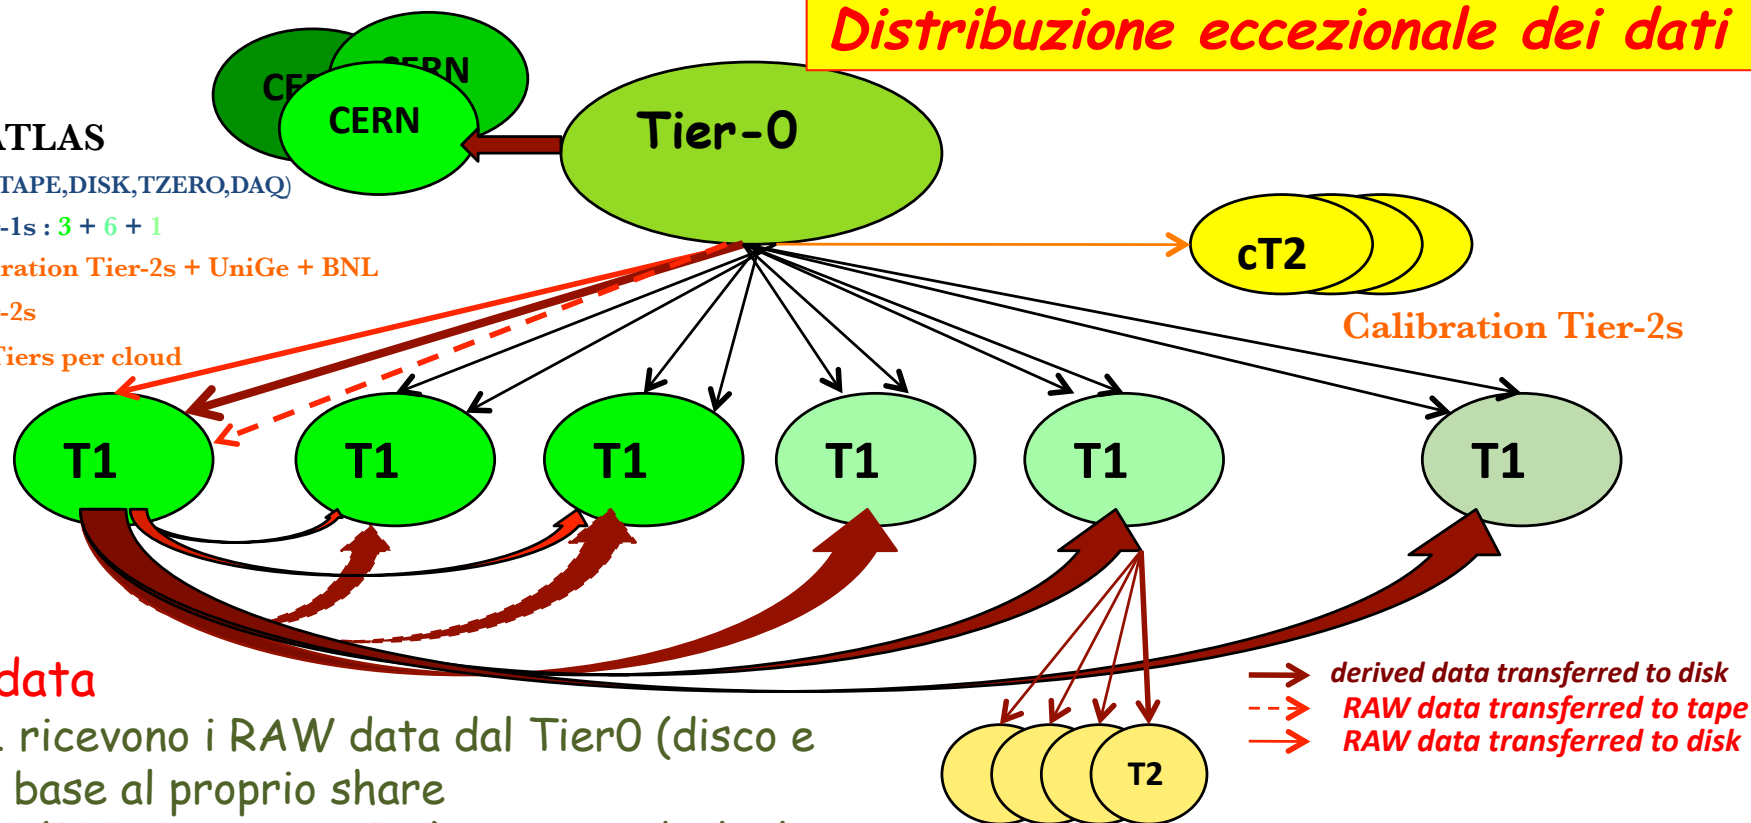 Distribuzione eccezionale dei dati
CERN
CERN
Tier-0
ATLAS
TAPE,DISK,TZERO,DAQ)
-1s : 3 + 6 + 1
ration Tier-2s + UniGe + BNL
-2s
Tiers per cloud
cT2
Calibration Tier-2s
T1 T1 T1 T1 T1 T1
data
ricevono i RAW data dal Tier0 (disco e
base al proprio share
T2
derived data transferred to disk
RAW data transferred to tape
RAW data transferred to disk